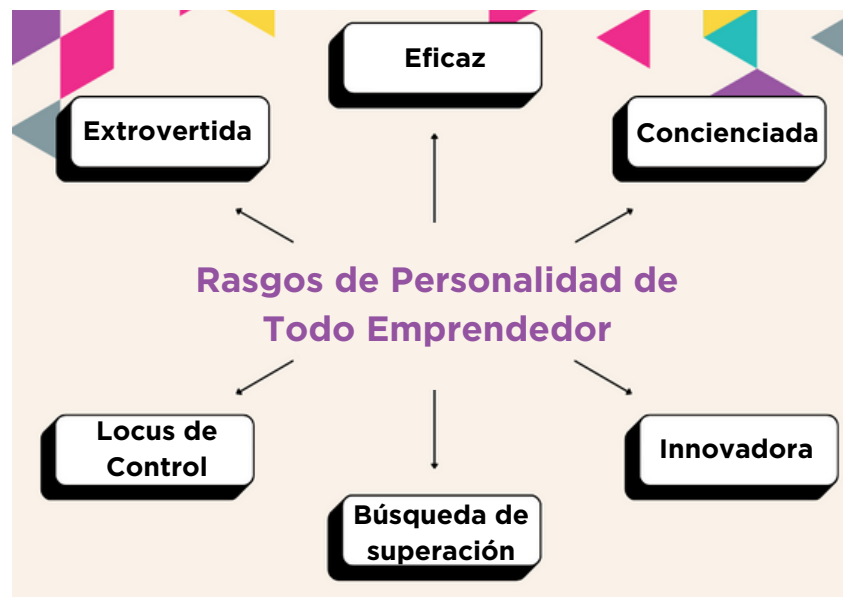 Eficaz
Extrovertida
Concienciada
Rasgos de Personalidad de
Todo Emprendedor
Locus de
Control
Innovadora
Búsqueda de
superación